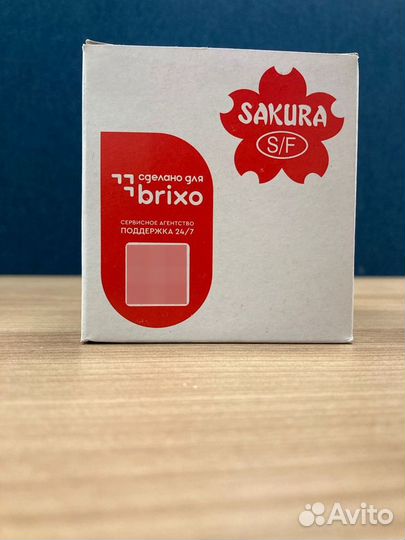 SAKURA
S/F
сделано для
brixo
СЕРВИСНОЕ АГЕНТСТВО
ПОДДЕРЖКА 24/7
Avito